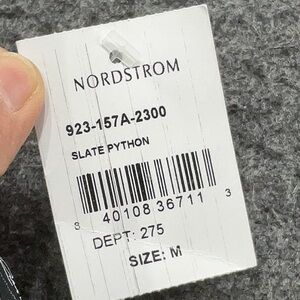 NORDSTROM
923-157A-2300
SLATE PYTHON
3 40108 36711 3
DEPT: 275
SIZE: M